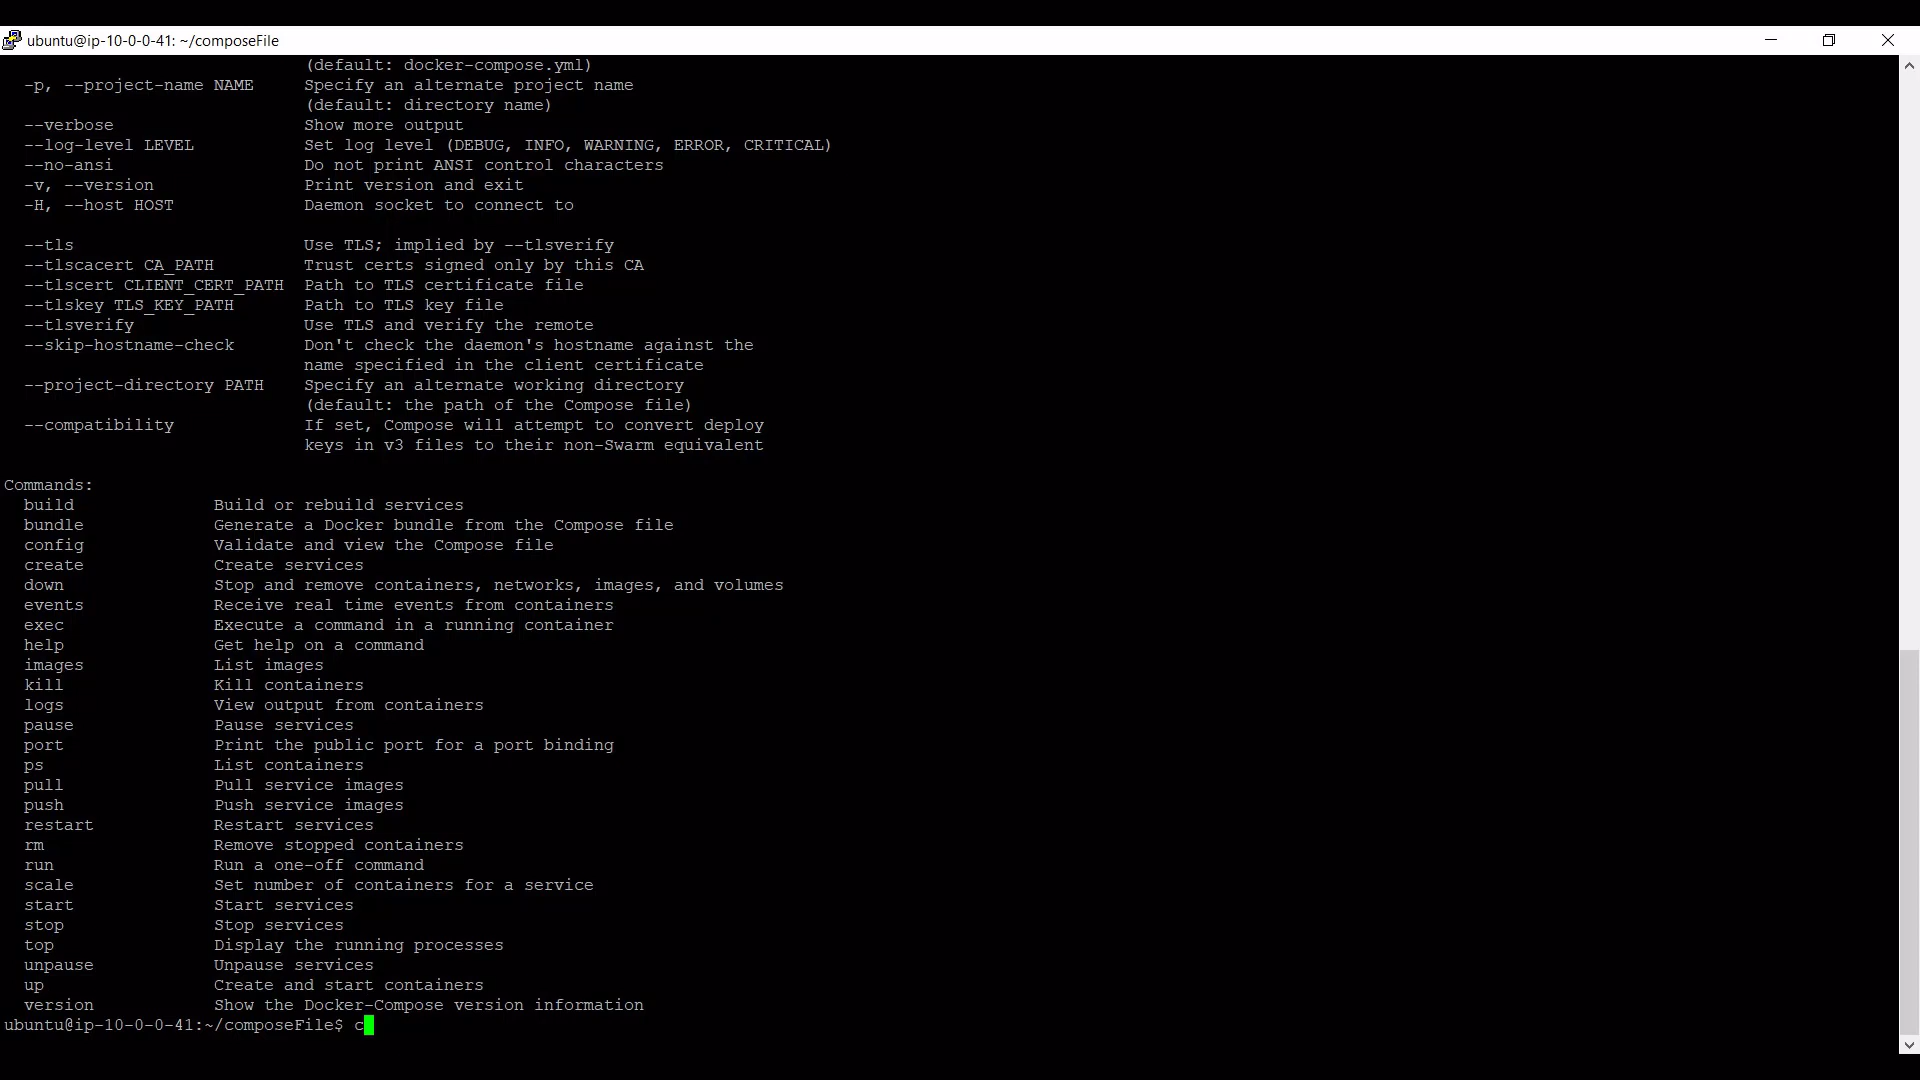 ubuntu@ip-10-0-0-41: ~/composeFile
(default: docker-compose.yml)
-p, --project-name NAME     Specify an alternate project name
(default: directory name)
--verbose                   Show more output
--log-level LEVEL           Set log level (DEBUG, INFO, WARNING, ERROR, CRITICAL)
--no-ansi                   Do not print ANSI control characters
-v, --version               Print version and exit
-H, --host HOST             Daemon socket to connect to
--tls                       Use TLS; implied by --tlsverify
--tlscacert CA_PATH         Trust certs signed only by this CA
--tlscert CLIENT_CERT_PATH  Path to TLS certificate file
--tlskey TLS_KEY_PATH       Path to TLS key file
--tlsverify                 Use TLS and verify the remote
--skip-hostname-check       Don't check the daemon's hostname against the
name specified in the client certificate
--project-directory PATH    Specify an alternate working directory
(default: the path of the Compose file)
--compatibility             If set, Compose will attempt to convert deploy
keys in v3 files to their non-Swarm equivalent
Commands:
build              Build or rebuild services
bundle             Generate a Docker bundle from the Compose file
config             Validate and view the Compose file
create             Create services
down               Stop and remove containers, networks, images, and volumes
events             Receive real time events from containers
exec               Execute a command in a running container
help               Get help on a command
images             List images
kill               Kill containers
logs               View output from containers
pause              Pause services
port               Print the public port for a port binding
ps                 List containers
pull               Pull service images
push               Push service images
restart            Restart services
rm                 Remove stopped containers
run                Run a one-off command
scale              Set number of containers for a service
start              Start services
stop               Stop services
top                Display the running processes
unpause            Unpause services
up                 Create and start containers
version            Show the Docker-Compose version information
ubuntu@ip-10-0-0-41:~/composeFile$ c